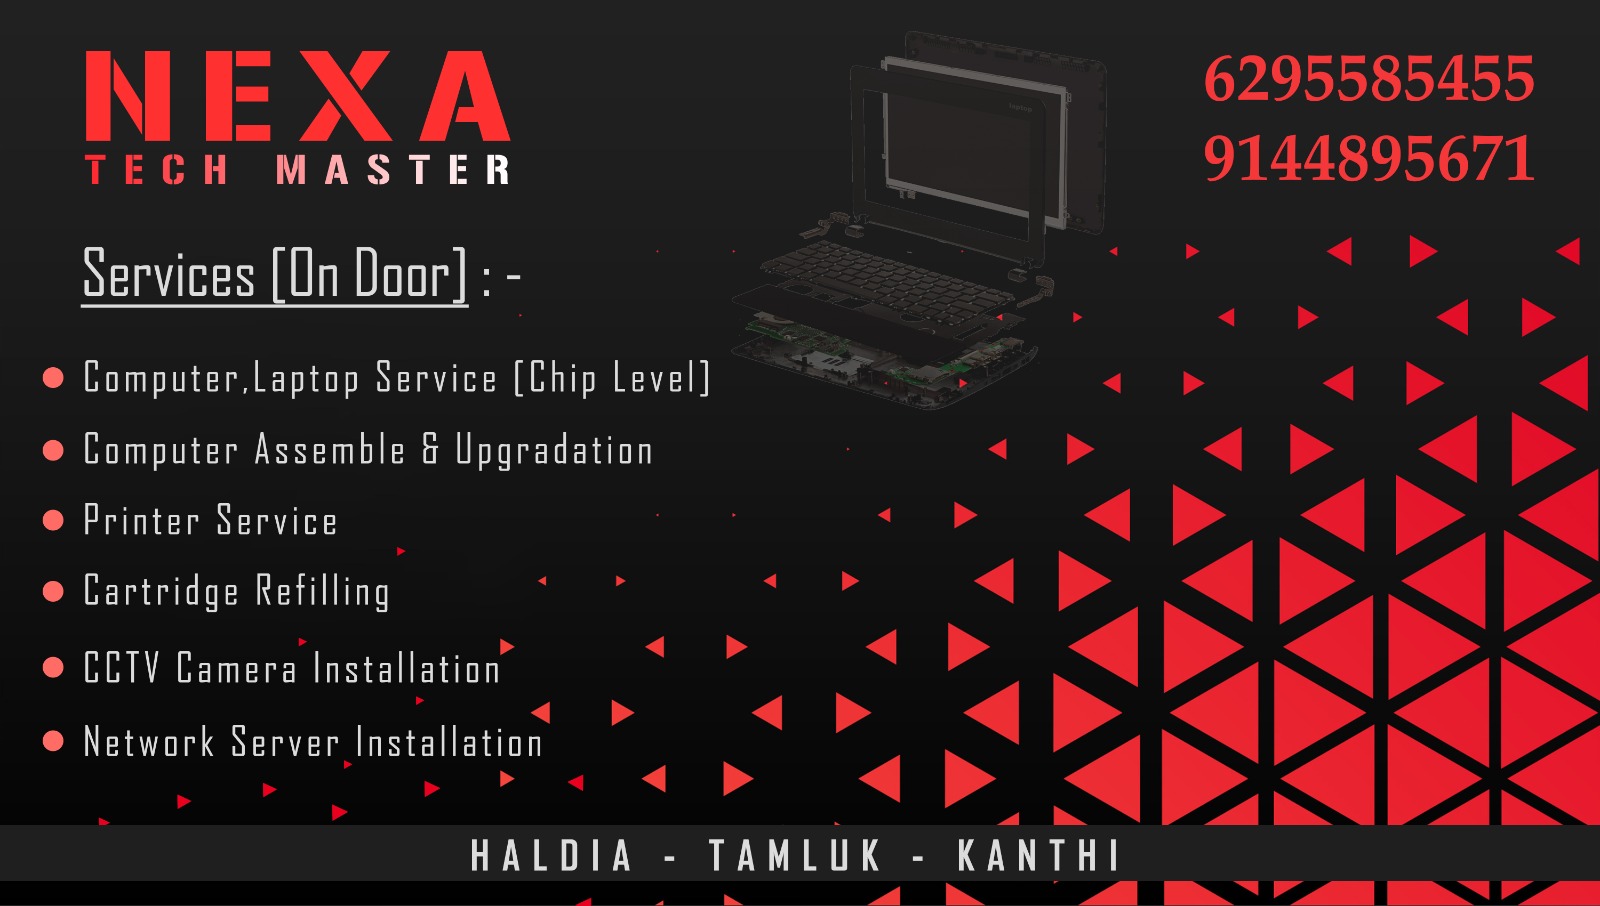 NEXA
TECH MASTER
6295585455
9144895671
Services [On Door] : -
Computer,Laptop Service [Chip Level]
Computer Assemble & Upgradation
Printer Service
Cartridge Refilling
CCTV Camera Installation
Network Server Installation
HALDIA - TAMLUK - KANTHI